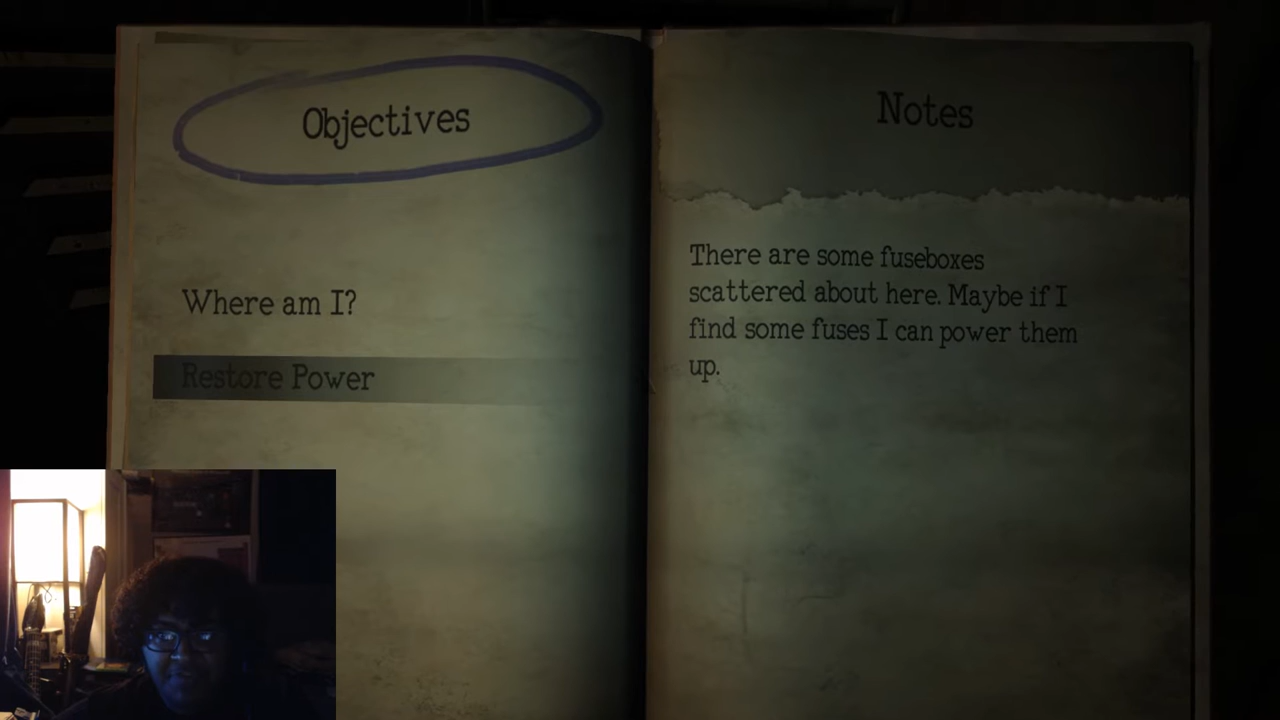 Objectives
Where am I?
Restore Power
Notes
There are some fuseboxes
scattered about here. Maybe if I
find some fuses I can power them
up.